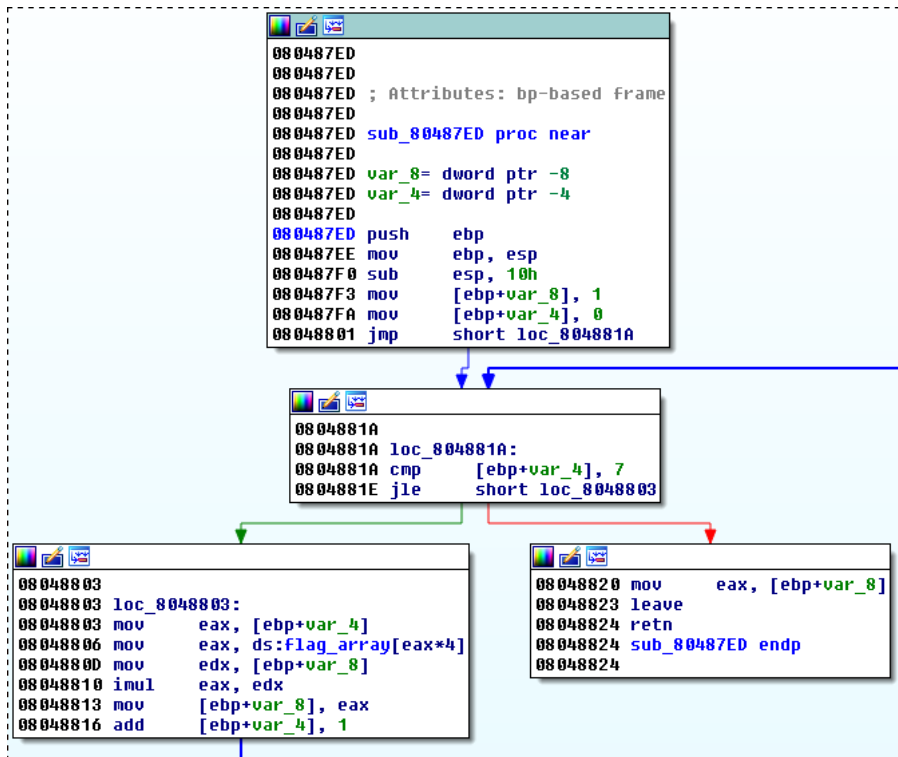 080487ED
080487ED
080487ED ; Attributes: bp-based frame
080487ED
080487ED sub_80487ED proc near
080487ED
080487ED var_8= dword ptr -8
080487ED var_4= dword ptr -4
080487ED
080487ED push ebp
080487EE mov ebp, esp
080487F0 sub esp, 10h
080487F3 mov [ebp+var_8], 1
080487FA mov [ebp+var_4], 0
08048801 jmp short loc_804881A
0804881A
0804881A loc_804881A:
0804881A cmp [ebp+var_4], 7
0804881E jle short loc_8048803
08048803
08048803 loc_8048803:
08048803 mov eax, [ebp+var_4]
08048806 mov eax, ds:flag_array[eax*4]
0804880D mov edx, [ebp+var_8]
08048810 imul eax, edx
08048813 mov [ebp+var_8], eax
08048816 add [ebp+var_4], 1
08048820 mov eax, [ebp+var_8]
08048823 leave
08048824 retn
08048824 sub_80487ED endp
08048824